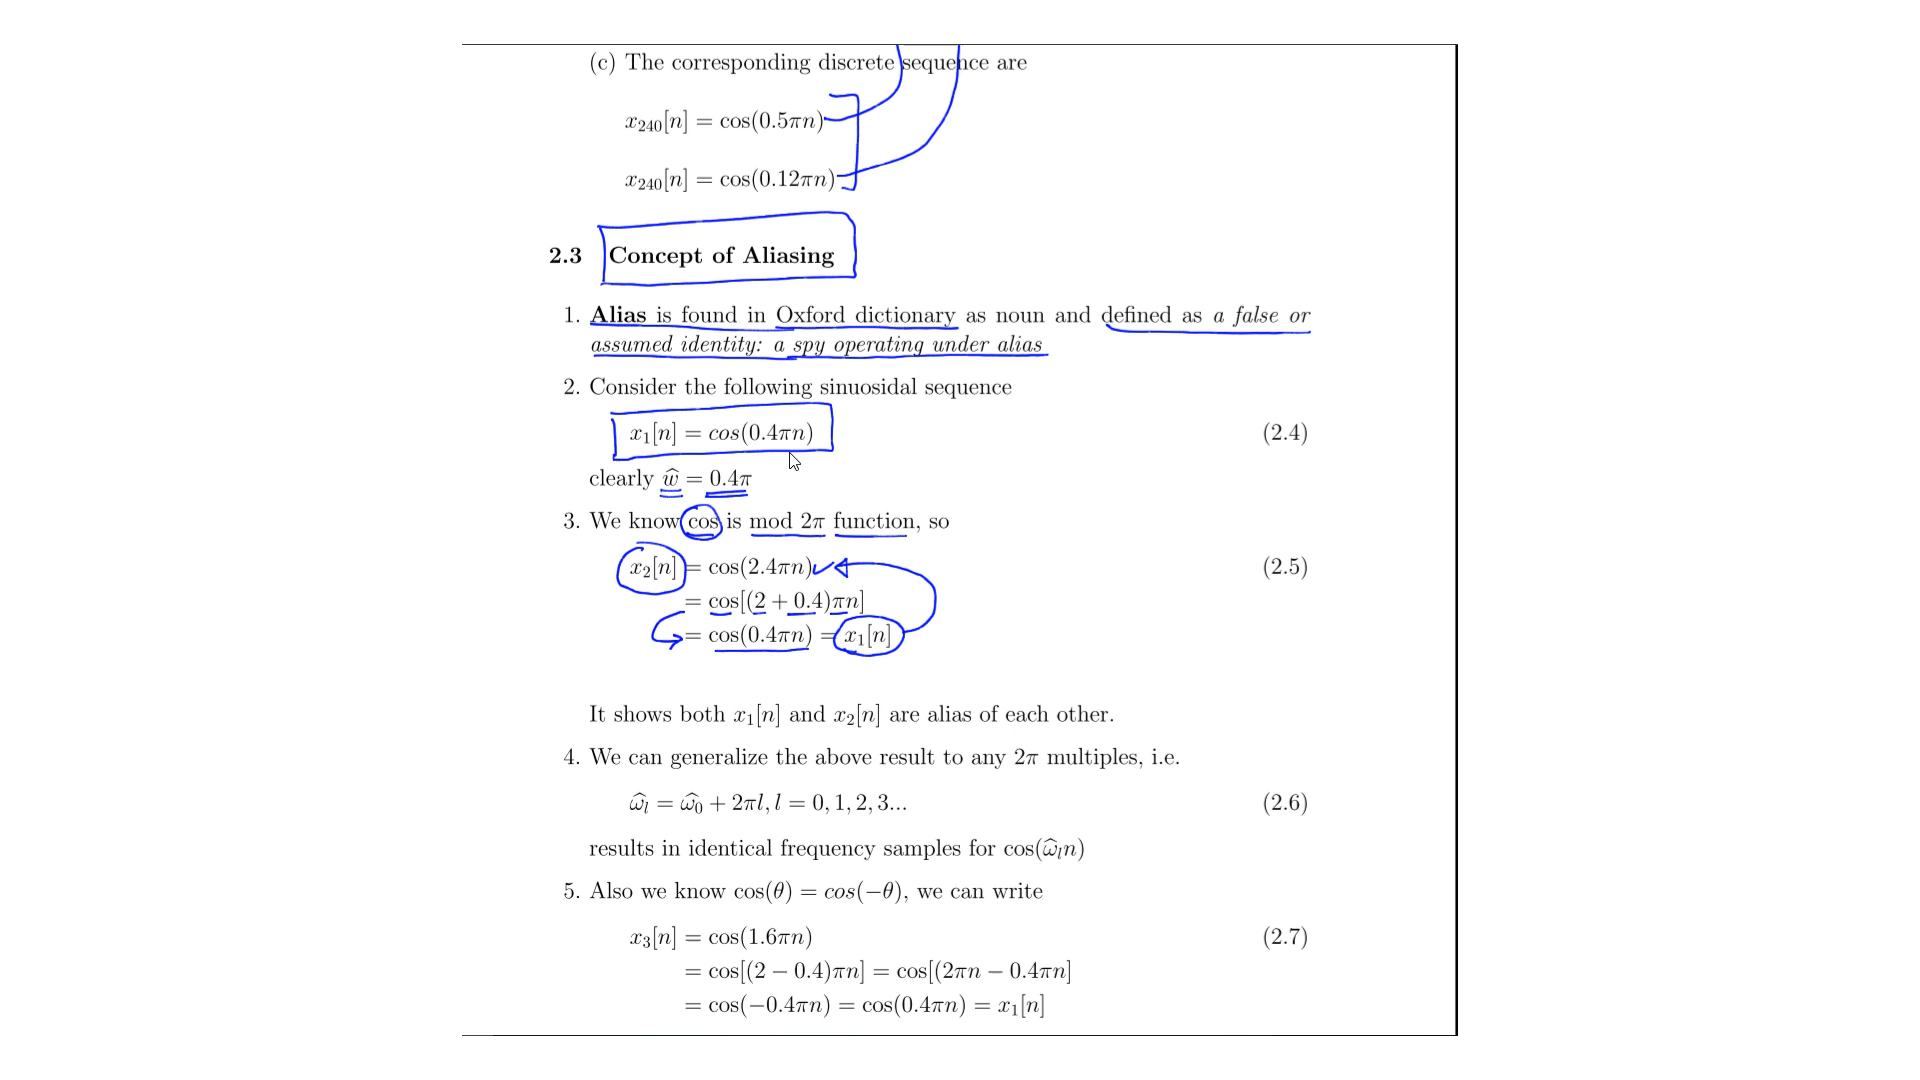 (c) The corresponding discrete sequence are
x₂₄₀[n] = cos(0.5πn)
x₂₄₀[n] = cos(0.12πn)
2.3 Concept of Aliasing
1. Alias is found in Oxford dictionary as noun and defined as a false or
assumed identity: a spy operating under alias
2. Consider the following sinuosidal sequence
x₁[n] = cos(0.4πn) (2.4)
clearly ŵ = 0.4π
3. We know cos is mod 2π function, so
x₂[n] = cos(2.4πn) (2.5)
= cos[(2 + 0.4)πn]
= cos(0.4πn) = x₁[n]
It shows both x₁[n] and x₂[n] are alias of each other.
4. We can generalize the above result to any 2π multiples, i.e.
ω̂ₗ = ω̂₀ + 2πl, l = 0, 1, 2, 3... (2.6)
results in identical frequency samples for cos(ω̂ₗn)
5. Also we know cos(θ) = cos(−θ), we can write
x₃[n] = cos(1.6πn) (2.7)
= cos[(2 − 0.4)πn] = cos[(2πn − 0.4πn]
= cos(−0.4πn) = cos(0.4πn) = x₁[n]